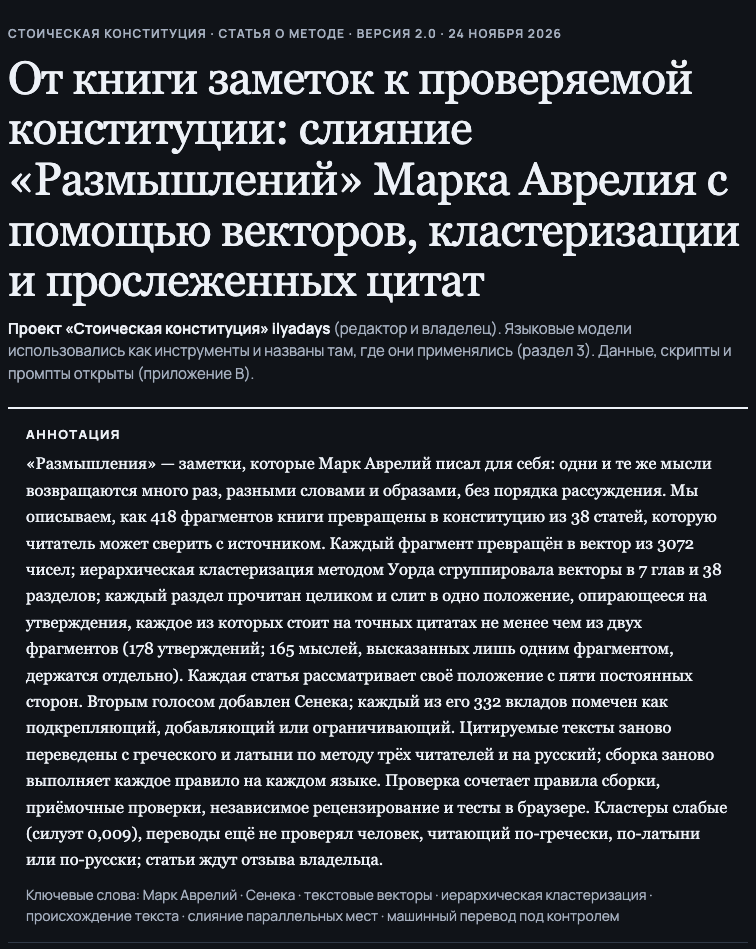 СТОИЧЕСКАЯ КОНСТИТУЦИЯ · СТАТЬЯ О МЕТОДЕ · ВЕРСИЯ 2.0 · 24 НОЯБРЯ 2026
От книги заметок к проверяемой
конституции: слияние
«Размышлений» Марка Аврелия с
помощью векторов, кластеризации
и прослеженных цитат
Проект «Стоическая конституция» ilyadays (редактор и владелец). Языковые модели
использовались как инструменты и названы там, где они применялись (раздел 3). Данные, скрипты и
промпты открыты (приложение B).
АННОТАЦИЯ
«Размышления» — заметки, которые Марк Аврелий писал для себя: одни и те же мысли
возвращаются много раз, разными словами и образами, без порядка рассуждения. Мы
описываем, как 418 фрагментов книги превращены в конституцию из 38 статей, которую
читатель может сверить с источником. Каждый фрагмент превращён в вектор из 3072
чисел; иерархическая кластеризация методом Уорда сгруппировала векторы в 7 глав и 38
разделов; каждый раздел прочитан целиком и слит в одно положение, опирающееся на
утверждения, каждое из которых стоит на точных цитатах не менее чем из двух
фрагментов (178 утверждений; 165 мыслей, высказанных лишь одним фрагментом,
держатся отдельно). Каждая статья рассматривает своё положение с пяти постоянных
сторон. Вторым голосом добавлен Сенека; каждый из его 332 вкладов помечен как
подкрепляющий, добавляющий или ограничивающий. Цитируемые тексты заново
переведены с греческого и латыни по методу трёх читателей и на русский; сборка заново
выполняет каждое правило на каждом языке. Проверка сочетает правила сборки,
приёмочные проверки, независимое рецензирование и тесты в браузере. Кластеры слабые
(силуэт 0,009), переводы ещё не проверял человек, читающий по-гречески, по-латыни
или по-русски; статьи ждут отзыва владельца.
Ключевые слова: Марк Аврелий · Сенека · текстовые векторы · иерархическая кластеризация ·
происхождение текста · слияние параллельных мест · машинный перевод под контролем